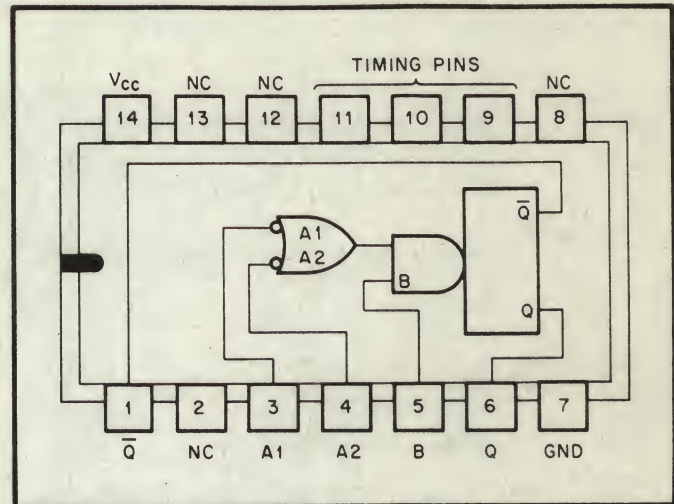 TIMING PINS
Vcc NC NC NC
14 13 12 11 10 9 8
Q̅
A1
A2
B
Q
1 2 3 4 5 6 7
Q̅ NC A1 A2 B Q GND